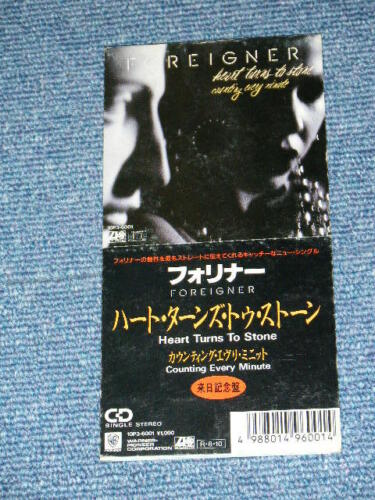 FOREIGNER
heart turns to stone
counting every minute
10P3-6001
フォリナーの魅力を最もストレートに伝えてくれるキャッチーなニュー・シングル
フォリナー
FOREIGNER
ハート・ターンズ・トゥ・ストーン
Heart Turns To Stone
カウンティング・エヴリ・ミニット
Counting Every Minute
来日記念盤
CD
SINGLE STEREO
10P3-6001 ¥1,000
WARNER-PIONEER
CORPORATION
R-8・10
4 988014 960014